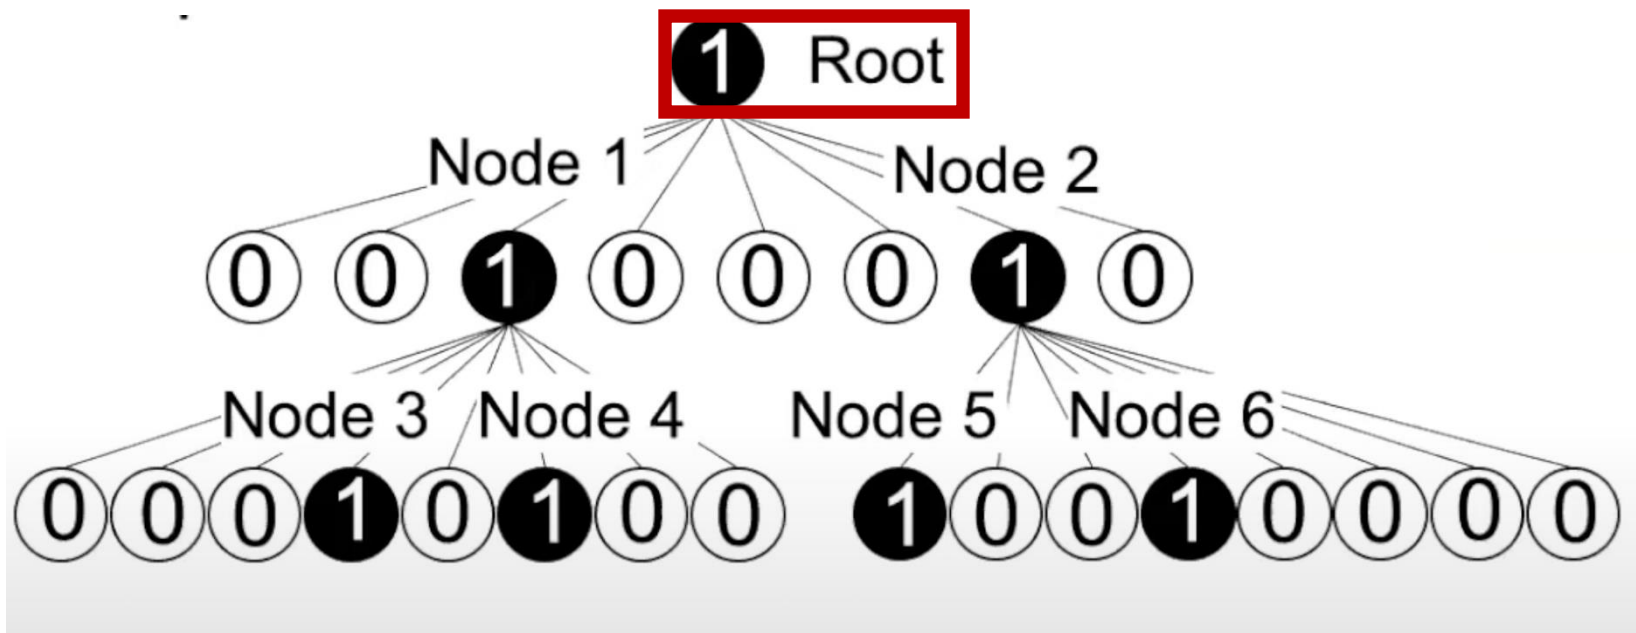 1 Root
Node 1 Node 2
0 0 1 0 0 0 1 0
Node 3 Node 4 Node 5 Node 6
0 0 0 1 0 1 0 0 1 0 0 1 0 0 0 0